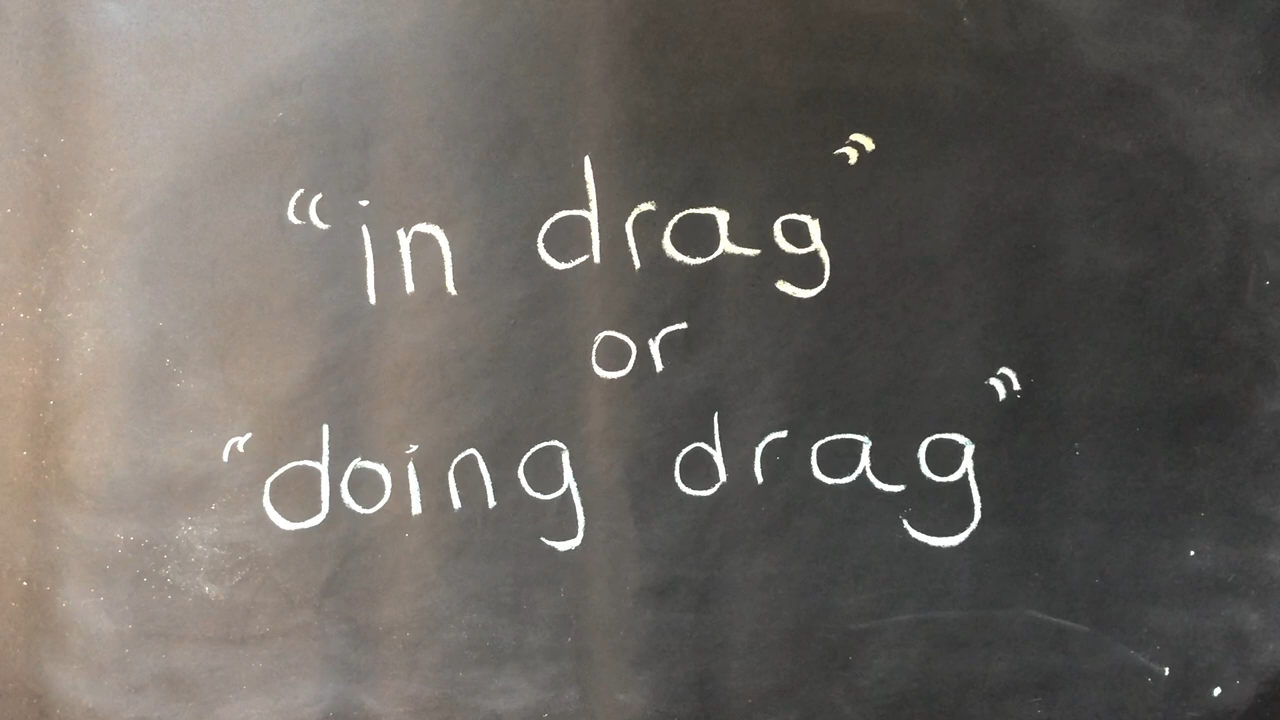 “in drag”
or
“doing drag”